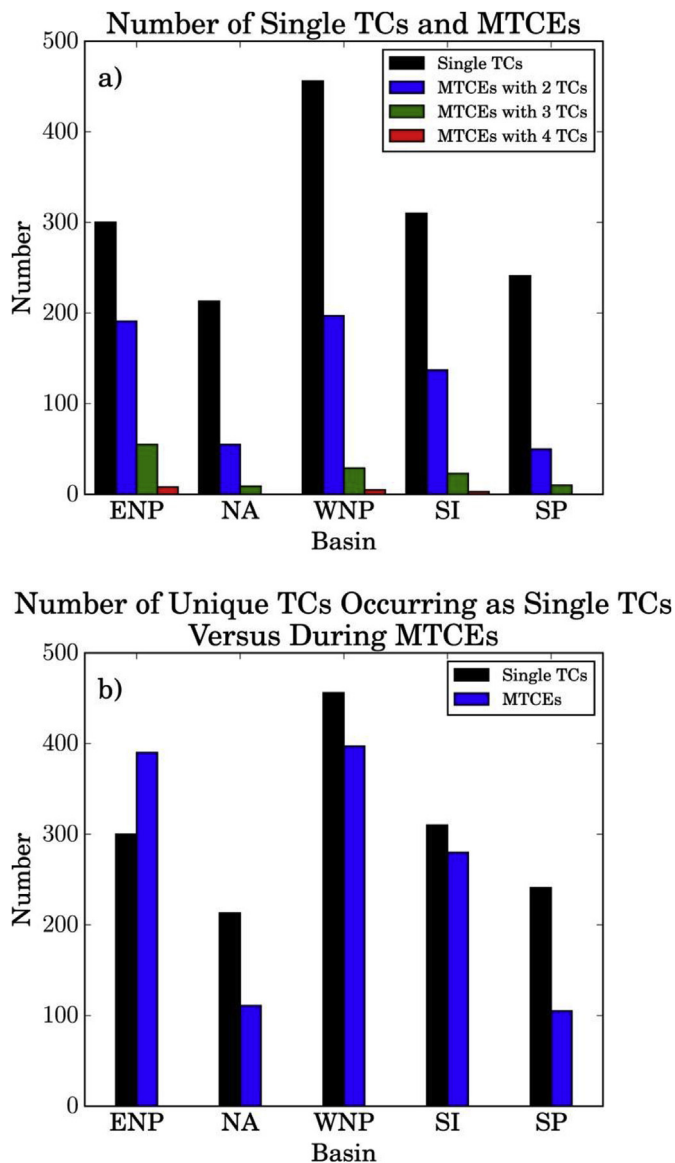 Number of Single TCs and MTCEs
a)
Single TCs
MTCEs with 2 TCs
MTCEs with 3 TCs
MTCEs with 4 TCs
500
400
300
200
100
0
Number
ENP NA WNP SI SP
Basin
Number of Unique TCs Occurring as Single TCs
Versus During MTCEs
b)
Single TCs
MTCEs
500
400
300
200
100
0
Number
ENP NA WNP SI SP
Basin